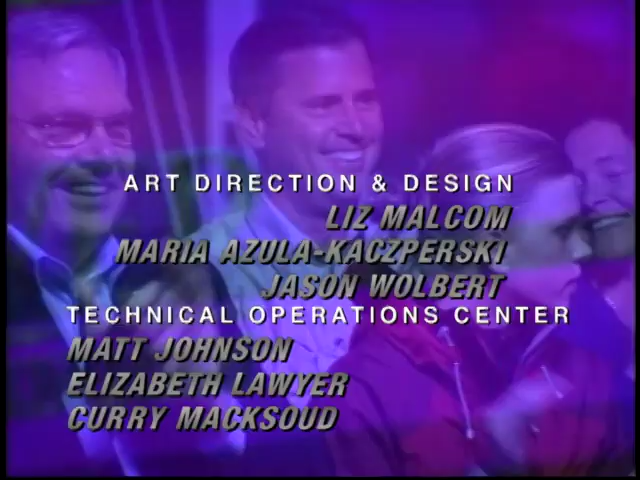 ART DIRECTION & DESIGN
LIZ MALCOM
MARIA AZULA-KACZPERSKI
JASON WOLBERT
TECHNICAL OPERATIONS CENTER
MATT JOHNSON
ELIZABETH LAWYER
CURRY MACKSOUD